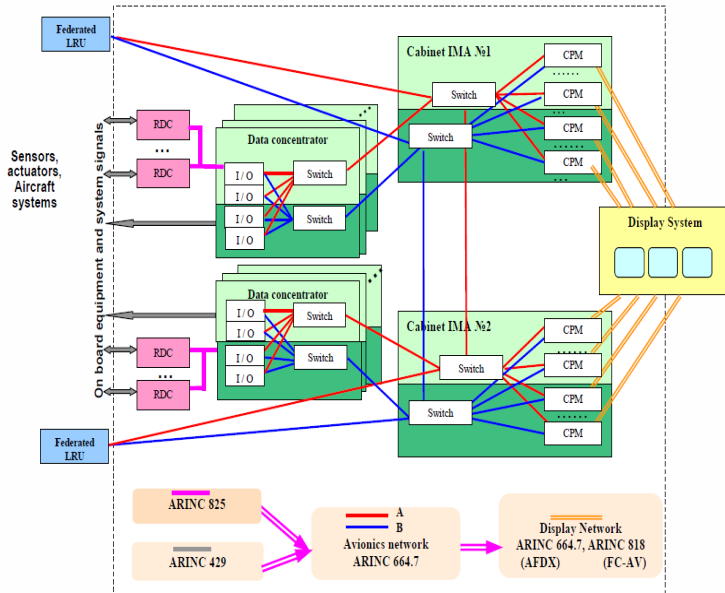 Federated
LRU
Cabinet IMA №1
CPM
......
Switch
CPM
...
RDC
CPM
Switch
......
...
Data concentrator
CPM
...
Sensors,
actuators,
Aircraft
systems
RDC
I / O
Switch
I / O
I / O
Switch
I / O
Display System
On board equipment and system signals
Data concentrator
Cabinet IMA №2
I / O
Switch
CPM
I / O
......
RDC
I / O
Switch
Switch
CPM
...
I / O
CPM
RDC
Switch
......
CPM
Federated
LRU
ARINC 825
A
B
Avionics network
ARINC 664.7
Display Network
ARINC 664.7, ARINC 818
(AFDX) (FC-AV)
ARINC 429